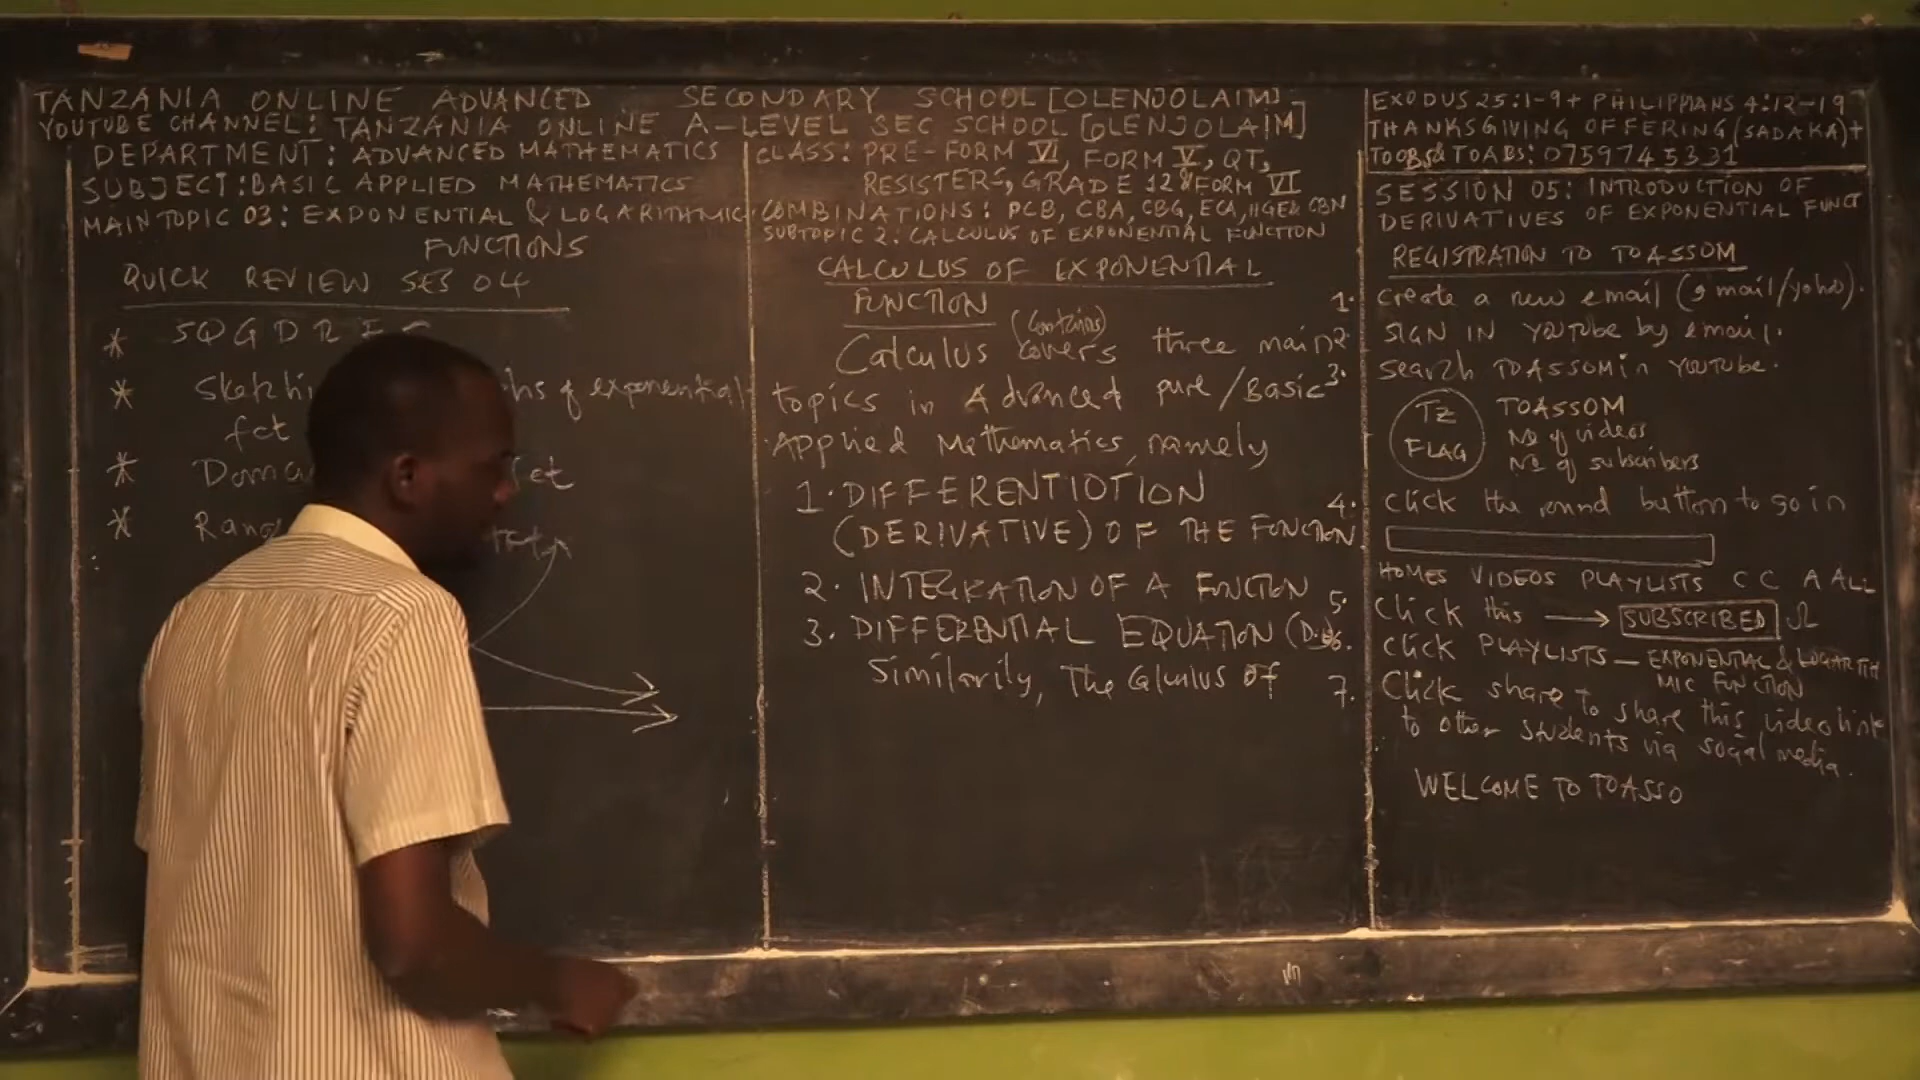 TANZANIA ONLINE ADVANCED SECONDARY SCHOOL [OLENJOLAIM]
YOUTUBE CHANNEL: TANZANIA ONLINE A-LEVEL SEC SCHOOL [OLENJOLAIM]
DEPARTMENT: ADVANCED MATHEMATICS
SUBJECT: BASIC APPLIED MATHEMATICS
MAIN TOPIC 03: EXPONENTIAL & LOGARITHMIC
FUNCTIONS
QUICK REVIEW SES 04
* SQGDR
* exponential
fct
*
*
CLASS: PRE-FORM VI, FORM V, QT,
RESISTERS, GRADE 12 & FORM VI
COMBINATIONS: PCB, CBA, CBG, ECA, HGE & CBN
SUBTOPIC 2: CALCULUS OF EXPONENTIAL FUNCTION
CALCULUS OF EXPONENTIAL
FUNCTION
(contains)
Calculus covers three main
topics in Advanced pure/Basic
Applied Mathematics, namely
1. DIFFERENTIOTION
(DERIVATIVE) OF THE FUNCTION
2. INTEGRATION OF A FUNCTION
3. DIFFERENTIAL EQUATION
Similarily, The Calculus of
EXODUS 25:1-9 + PHILIPPIANS 4:12-19
THANKSGIVING OFFERING (SADAKA) +
TOOBS & TOABS: 0759745331
SESSION 05: INTRODUCTION OF
DERIVATIVES OF EXPONENTIAL FUNCT
REGISTRATION TO TOASSOM
1. Create a new email (gmail/yoho).
2. SIGN IN YOUTUBE by email.
3. Search TOASSOM in YOUTUBE.
TZ
FLAG
TOASSOM
No of videos
No of subscribers
4. Click the round button to go in
HOMES VIDEOS PLAYLISTS C C A ALL
5. Click this → SUBSCRIBED
6. Click PLAYLISTS – EXPONENTIAL & LOGARITH
MIC FUNCTION
7. Click share to share this video link
to other students via social media.
WELCOME TO TOASSO